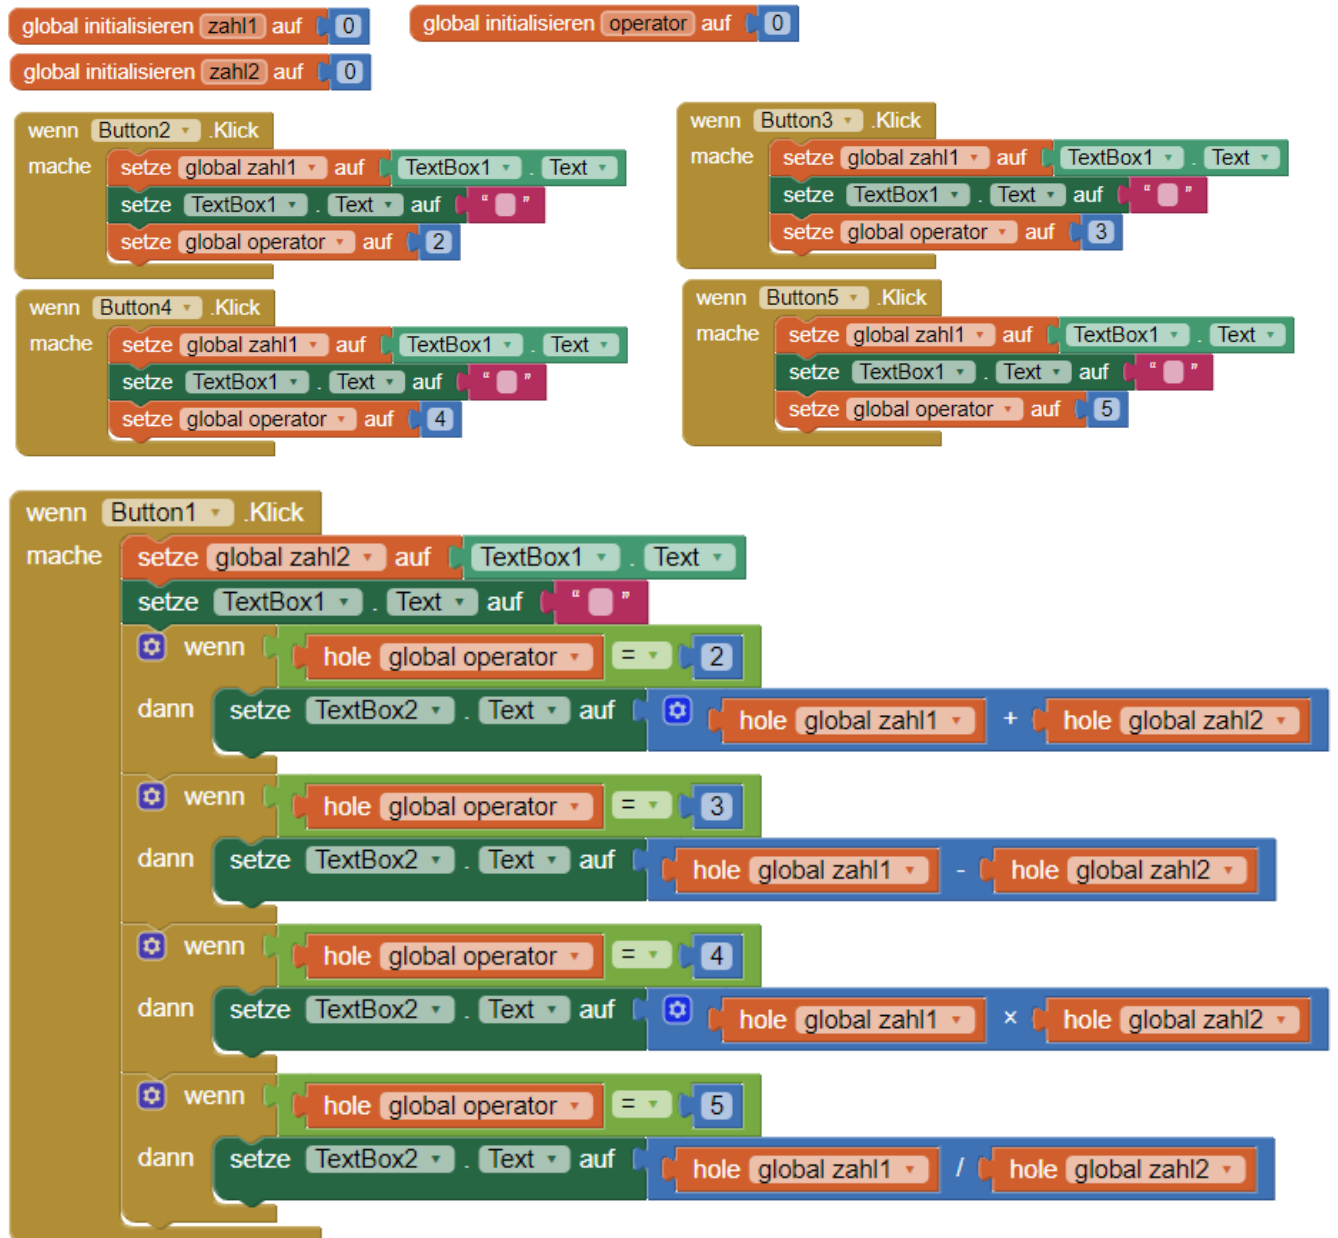 global initialisieren zahl1 auf 0
global initialisieren operator auf 0
global initialisieren zahl2 auf 0
wenn Button2 .Klick
mache setze global zahl1 auf TextBox1 . Text
setze TextBox1 . Text auf “ ”
setze global operator auf 2
wenn Button3 .Klick
mache setze global zahl1 auf TextBox1 . Text
setze TextBox1 . Text auf “ ”
setze global operator auf 3
wenn Button4 .Klick
mache setze global zahl1 auf TextBox1 . Text
setze TextBox1 . Text auf “ ”
setze global operator auf 4
wenn Button5 .Klick
mache setze global zahl1 auf TextBox1 . Text
setze TextBox1 . Text auf “ ”
setze global operator auf 5
wenn Button1 .Klick
mache setze global zahl2 auf TextBox1 . Text
setze TextBox1 . Text auf “ ”
wenn hole global operator = 2
dann setze TextBox2 . Text auf hole global zahl1 + hole global zahl2
wenn hole global operator = 3
dann setze TextBox2 . Text auf hole global zahl1 - hole global zahl2
wenn hole global operator = 4
dann setze TextBox2 . Text auf hole global zahl1 × hole global zahl2
wenn hole global operator = 5
dann setze TextBox2 . Text auf hole global zahl1 / hole global zahl2